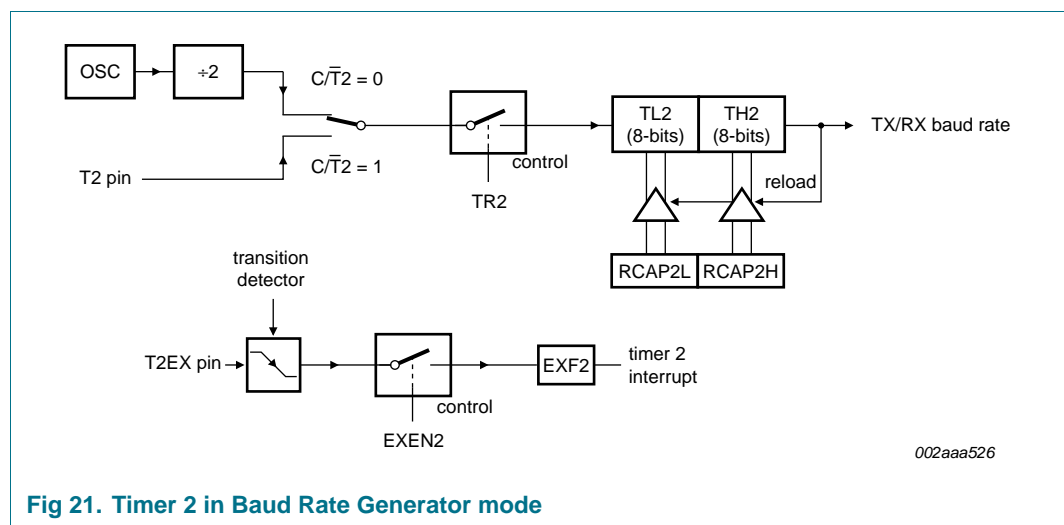 OSC
÷2
C/T̅2 = 0
C/T̅2 = 1
T2 pin
control
TR2
TL2
(8-bits)
TH2
(8-bits)
TX/RX baud rate
reload
RCAP2L
RCAP2H
transition
detector
T2EX pin
control
EXEN2
EXF2
timer 2
interrupt
002aaa526
Fig 21. Timer 2 in Baud Rate Generator mode